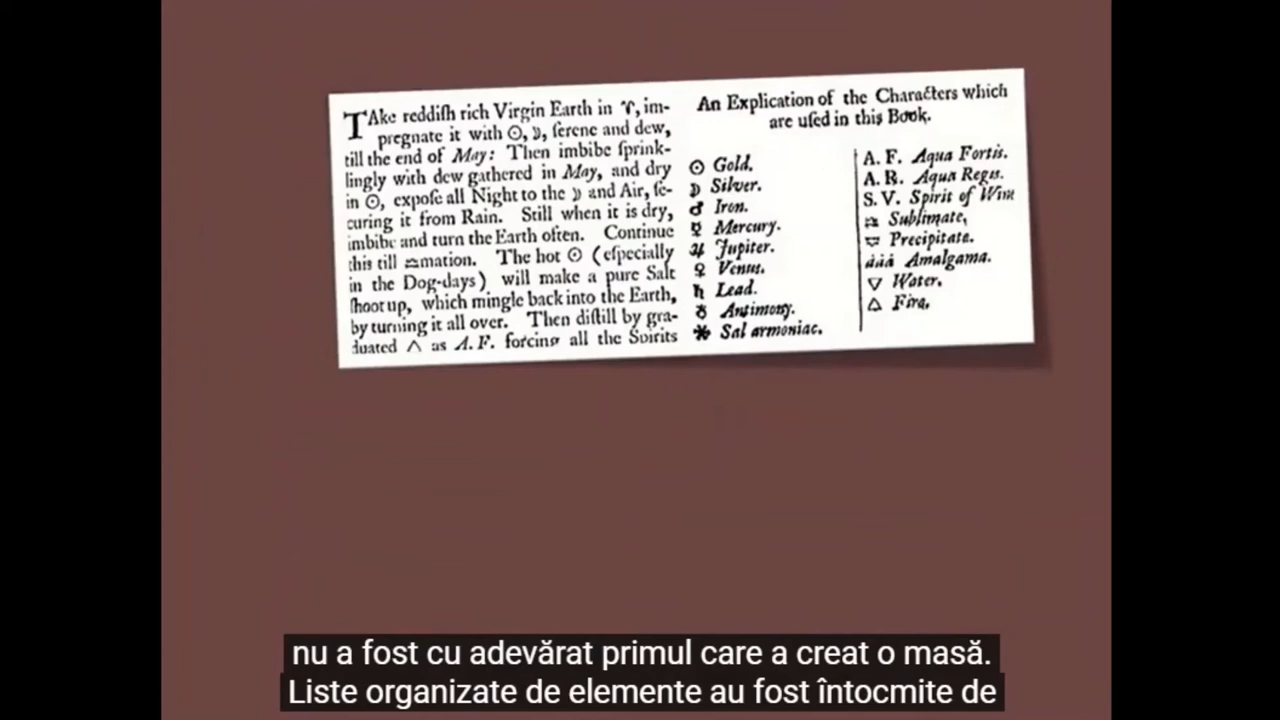 TAke reddiſh rich Virgin Earth in ♈, im-
pregnate it with ☉, ☽, ſerene and dew,
till the end of May: Then imbibe ſprink-
lingly with dew gathered in May, and dry
in ☉, expoſe all Night to the ☽ and Air, ſe-
curing it from Rain. Still when it is dry,
imbibe and turn the Earth often. Continue
this till ♎mation. The hot ☉ (eſpecially
in the Dog-days) will make a pure Salt
ſhoot up, which mingle back into the Earth,
by turning it all over. Then diſtill by gra-
duated △ as A. F. forcing all the Spirits
An Explication of the Characters which
are uſed in this Book.
☉ Gold.
☽ Silver.
♂ Iron.
☿ Mercury.
♃ Jupiter.
♀ Venus.
♄ Lead.
♁ Antimony.
✱ Sal armoniac.
A. F. Aqua Fortis.
A. R. Aqua Regis.
S. V. Spirit of Wine
♎ Sublimate,
Precipitate.
āāā Amalgama.
▽ Water.
△ Fire,
nu a fost cu adevărat primul care a creat o masă.
Liste organizate de elemente au fost întocmite de